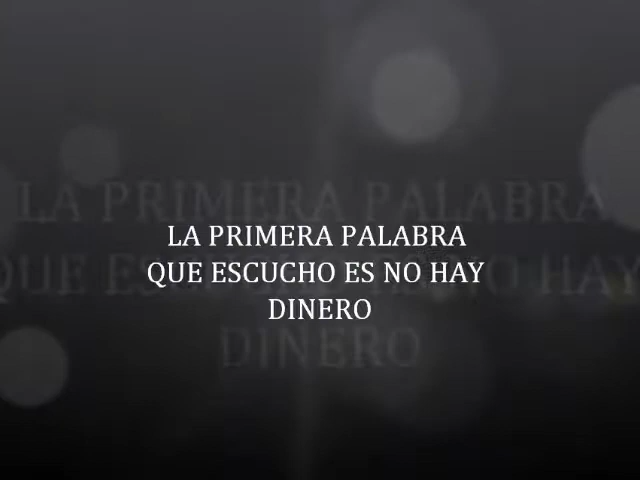 LA PRIMERA PALABRA
QUE ESCUCHO ES NO HAY
DINERO